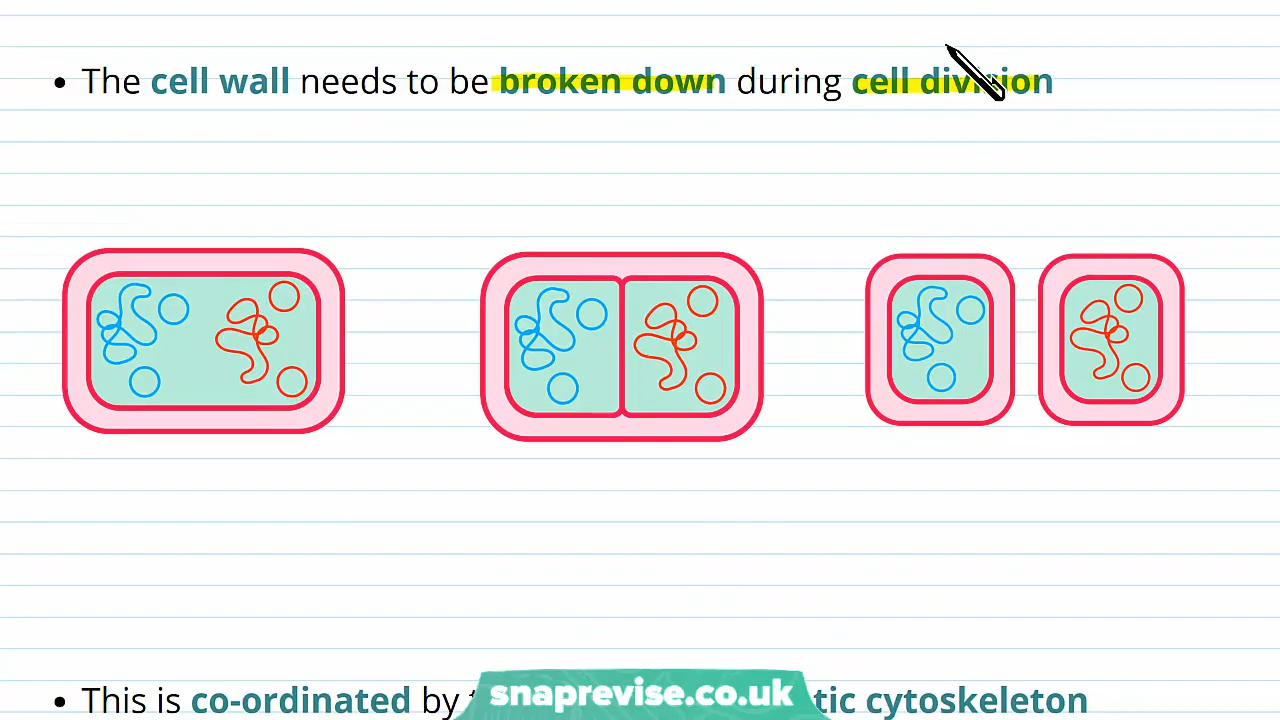 • The cell wall needs to be broken down during cell division
• This is co-ordinated by tic cytoskeleton
snaprevise.co.uk